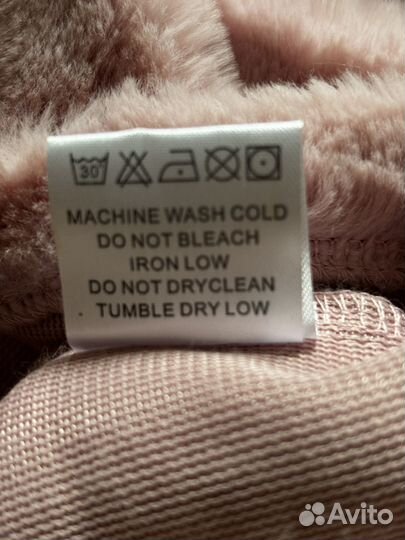 30°
MACHINE WASH COLD
DO NOT BLEACH
IRON LOW
DO NOT DRYCLEAN
TUMBLE DRY LOW
Avito